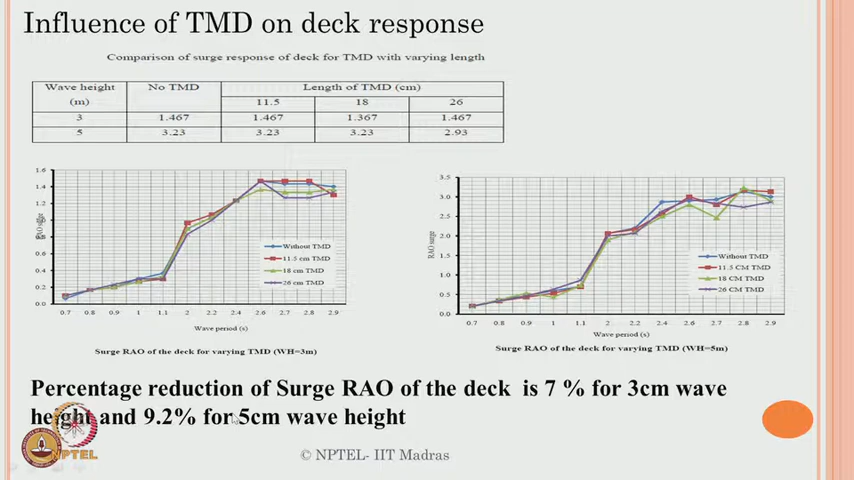 Influence of TMD on deck response
Comparison of surge response of deck for TMD with varying length
Wave height (m) No TMD Length of TMD (cm)
11.5 18 26
3 1.467 1.467 1.367 1.467
5 3.23 3.23 3.23 2.93
1.6
1.4
1.2
1.0
0.8
0.6
0.4
0.2
0.0
Without TMD
11.5 cm TMD
18 cm TMD
26 cm TMD
0.7 0.8 0.9 1 1.1 2 2.2 2.4 2.6 2.7 2.8 2.9
Wave period (s)
Surge RAO of the deck for varying TMD (WH=3m)
3.5
3.0
2.5
2.0
1.5
1.0
0.5
0.0
RAO surge
Without TMD
11.5 CM TMD
18 CM TMD
26 CM TMD
0.7 0.8 0.9 1 1.1 2 2.2 2.4 2.6 2.7 2.8 2.9
Wave period (s)
Surge RAO of the deck for varying TMD (WH=5m)
Percentage reduction of Surge RAO of the deck is 7 % for 3cm wave
height and 9.2% for 5cm wave height
NPTEL
© NPTEL- IIT Madras